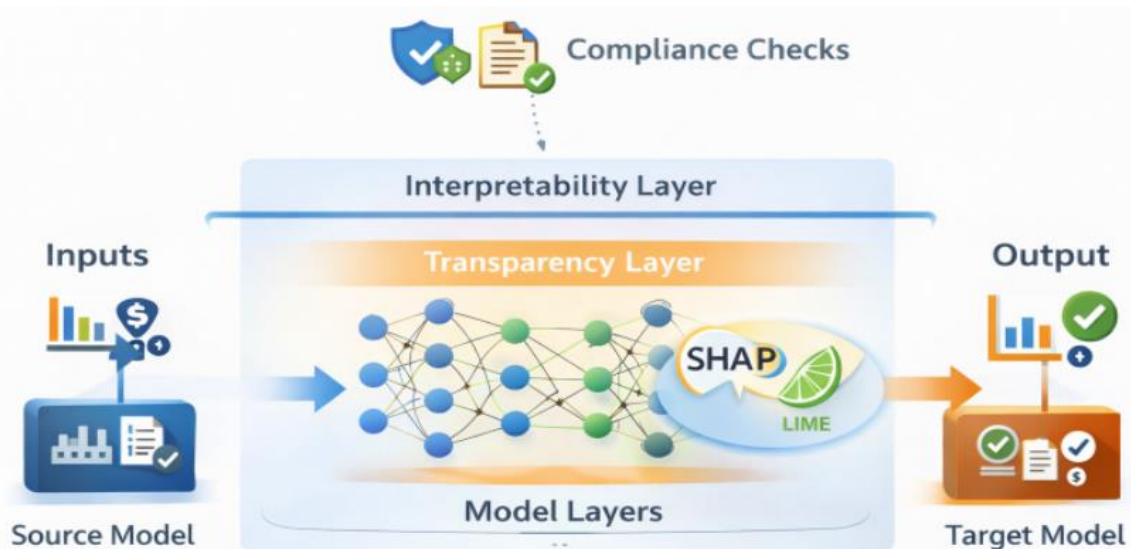 Compliance Checks
Interpretability Layer
Inputs
Transparency Layer
Output
SHAP
LIME
Model Layers
Source Model
Target Model